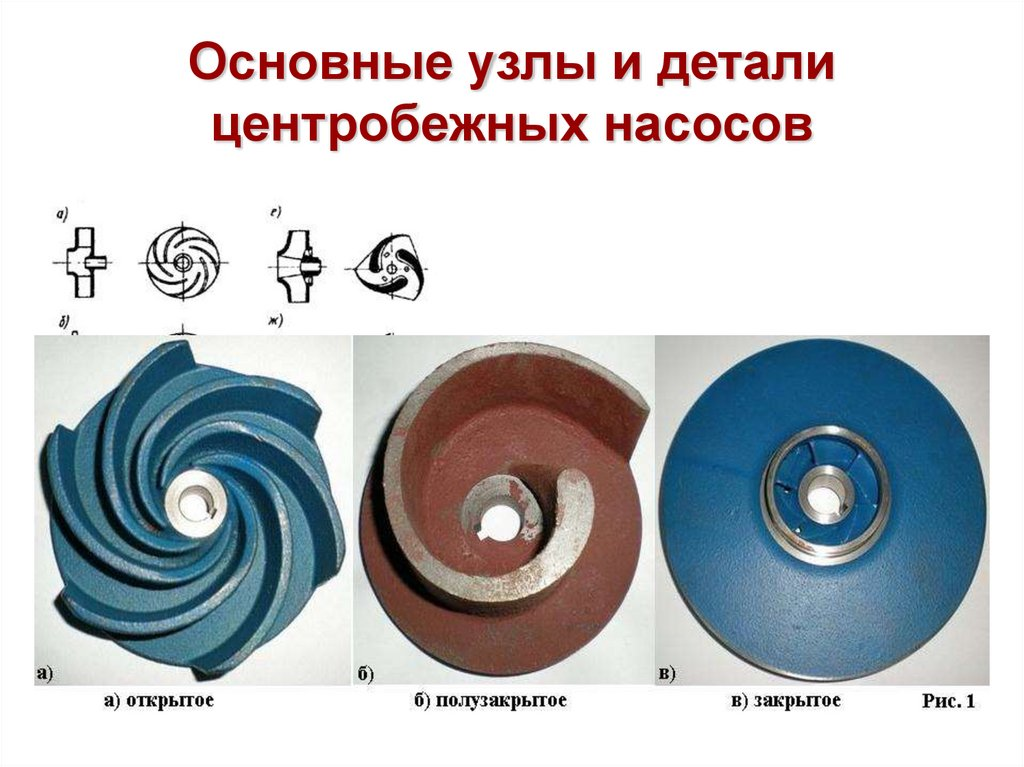 Основные узлы и детали
центробежных насосов
а)
г)
б)
ж)
а)
б)
в)
а) открытое
б) полузакрытое
в) закрытое
Рис. 1